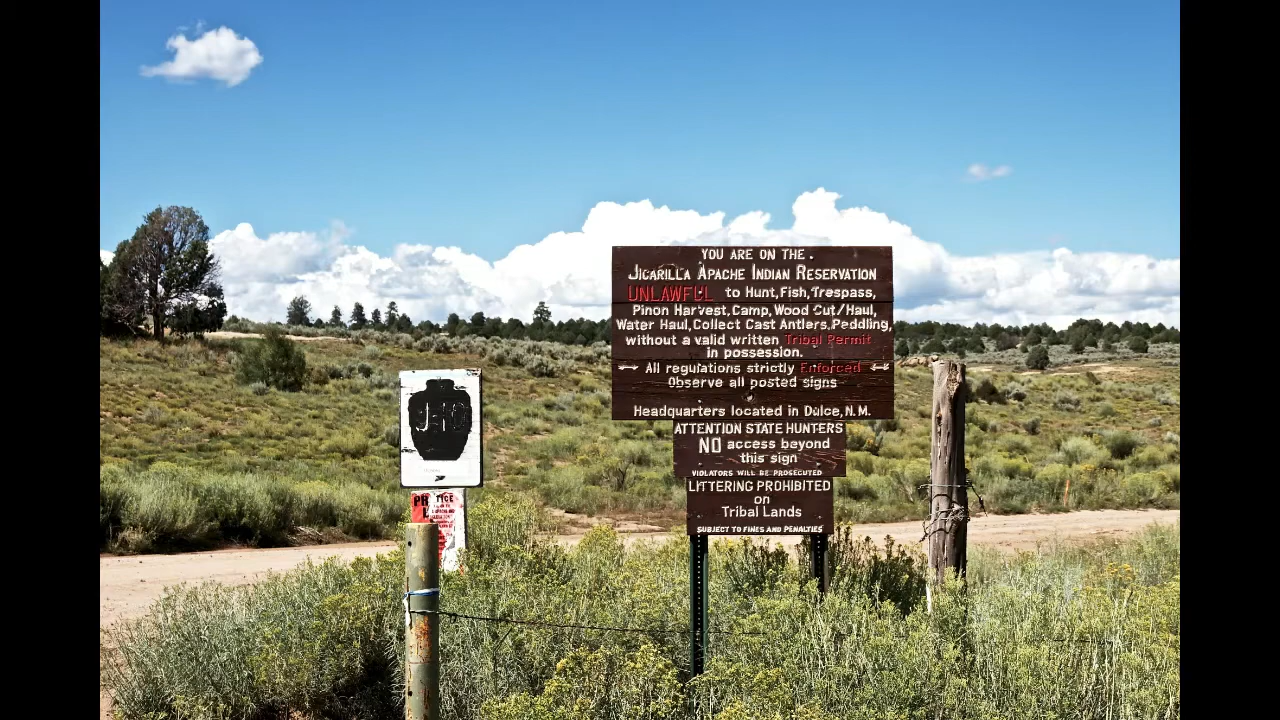 YOU ARE ON THE.
JICARILLA APACHE INDIAN RESERVATION
UNLAWFUL to Hunt, Fish, Trespass,
Pinon Harvest, Camp, Wood Cut/Haul,
Water Haul, Collect Cast Antlers, Peddling,
without a valid written Tribal Permit
in possession.
All regulations strictly Enforced
Observe all posted signs
Headquarters located in Dulce, N.M.
ATTENTION STATE HUNTERS
NO access beyond
this sign
VIOLATORS WILL BE PROSECUTED
LITTERING PROHIBITED
on
Tribal Lands
SUBJECT TO FINES AND PENALTIES
J-10